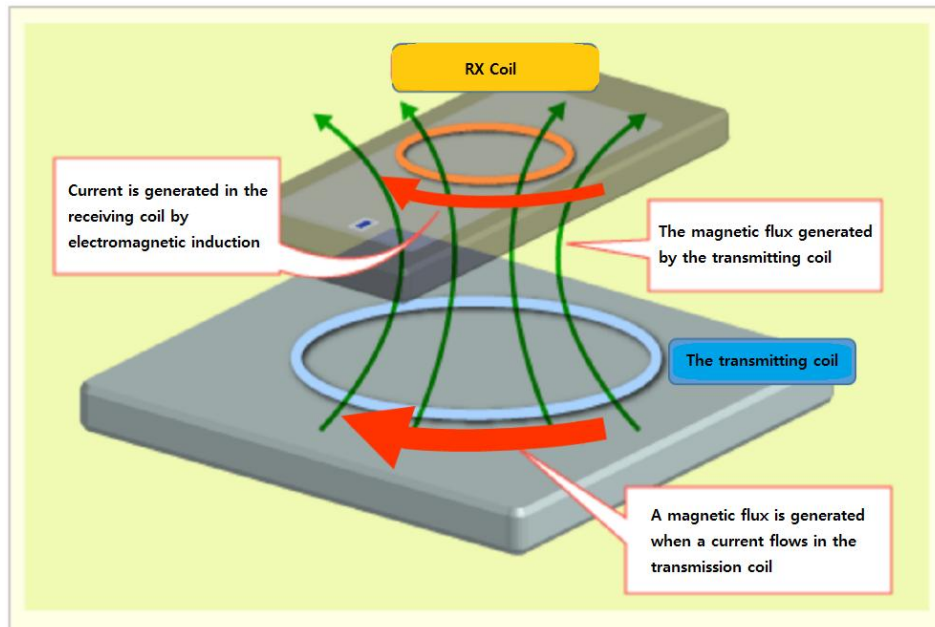 RX Coil
Current is generated in the
receiving coil by
electromagnetic induction
The magnetic flux generated
by the transmitting coil
The transmitting coil
A magnetic flux is generated
when a current flows in the
transmission coil